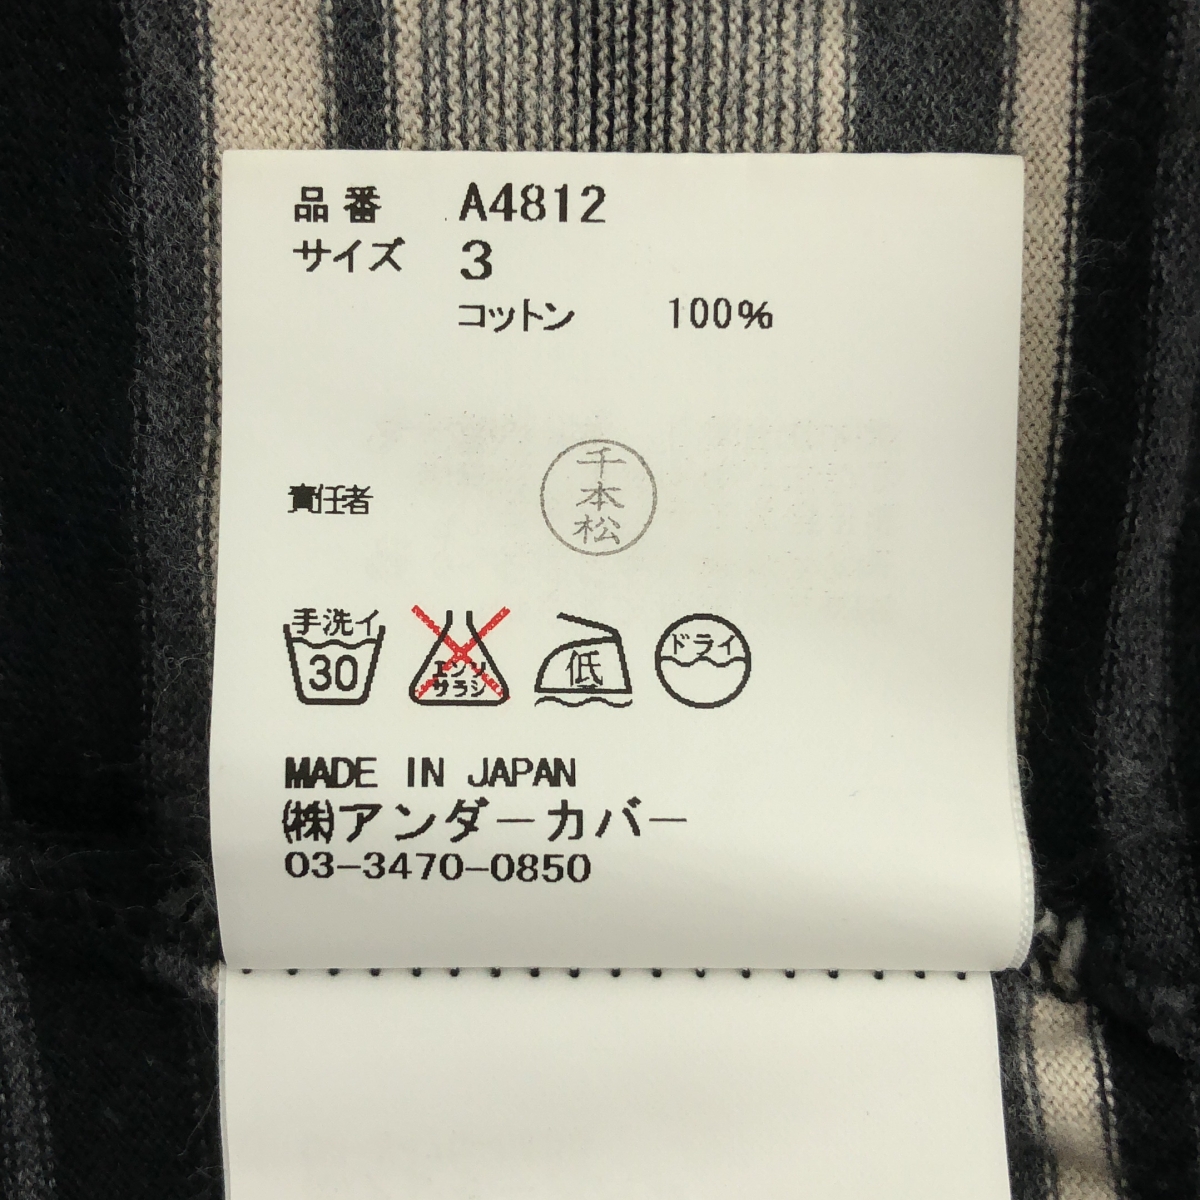 品番 A4812
サイズ 3
コットン 100%
責任者
千本松
手洗イ
30
エンソ
サラシ
低
ドライ
MADE IN JAPAN
㈱アンダーカバー
03-3470-0850